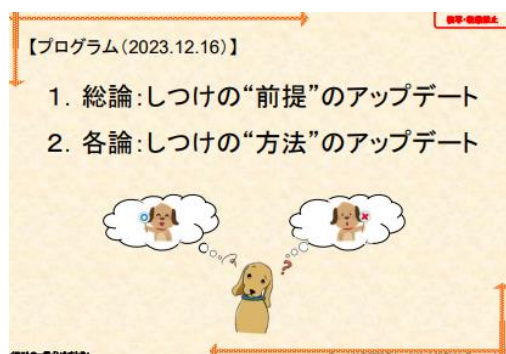 【プログラム(2023.12.16)】
1. 総論:しつけの“前提”のアップデート
2. 各論:しつけの“方法”のアップデート
?